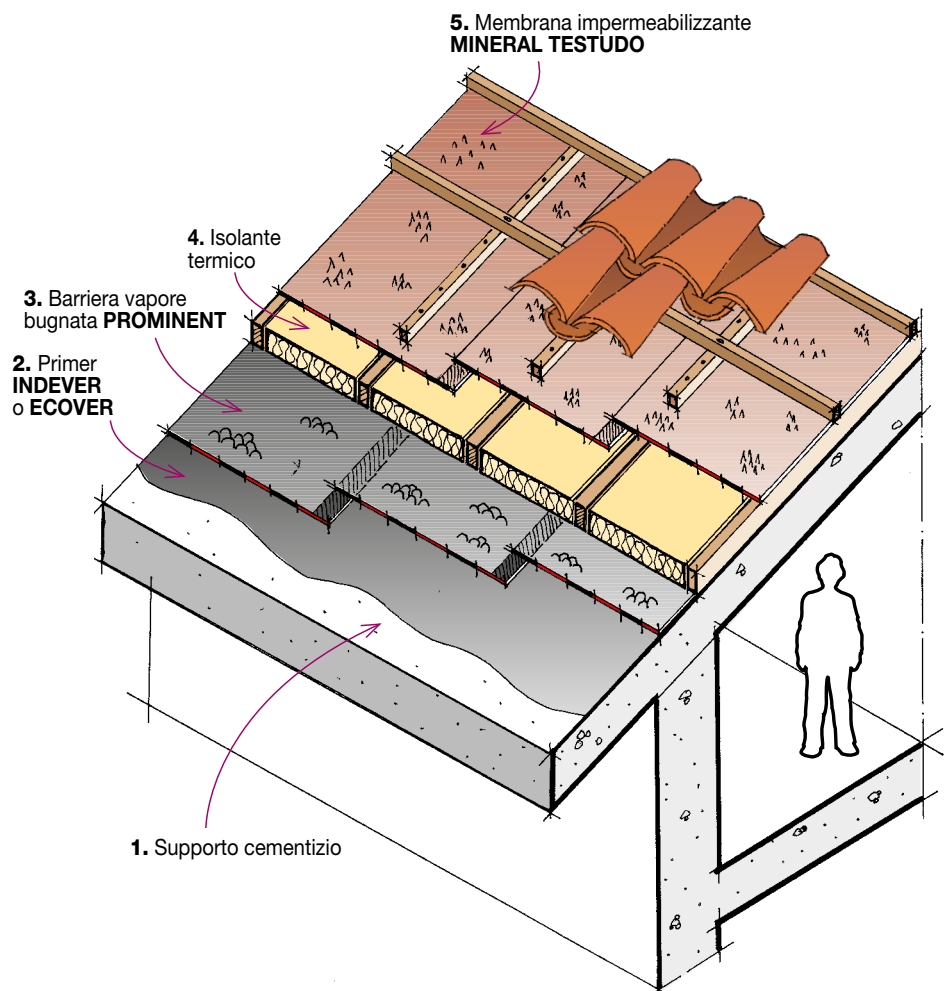 5. Membrana impermeabilizzante
MINERAL TESTUDO
4. Isolante
termico
3. Barriera vapore
bugnata PROMINENT
2. Primer
INDEVER
o ECOVER
1. Supporto cementizio